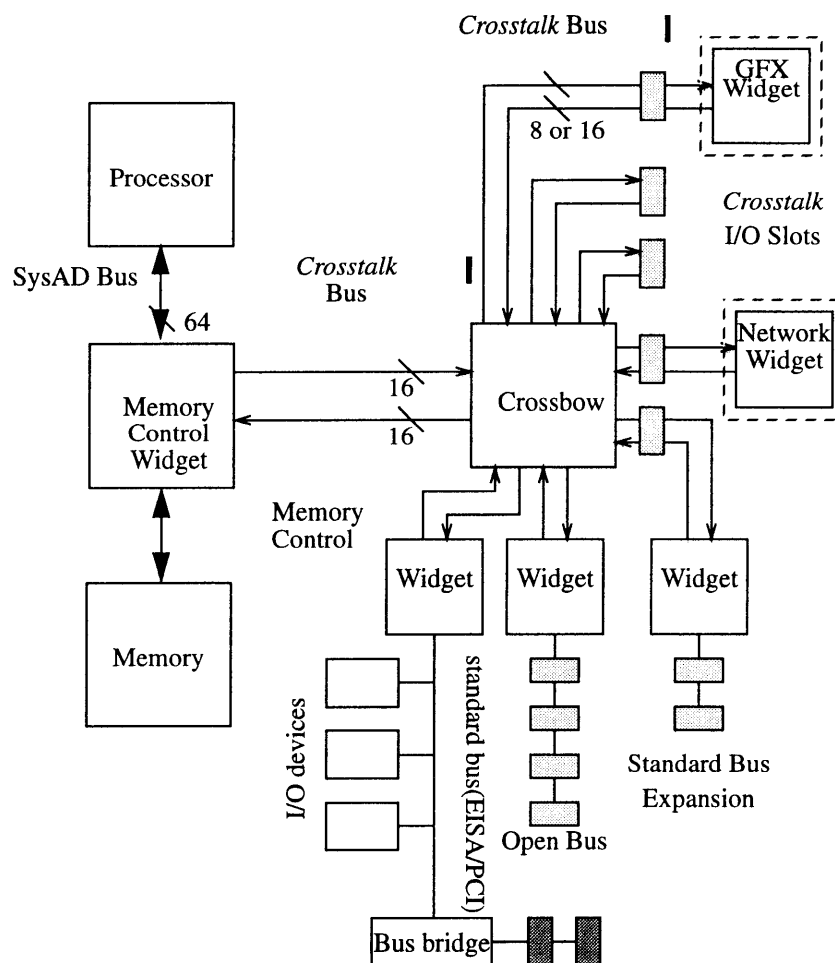 Crosstalk Bus
GFX
Widget
8 or 16
Processor
Crosstalk
I/O Slots
SysAD Bus
Crosstalk
Bus
64
Network
Widget
16
Memory
Control
Widget
Crossbow
16
Memory
Control
Widget
Widget
Widget
Memory
I/O devices
standard bus(EISA/PCI)
Standard Bus
Expansion
Open Bus
Bus bridge